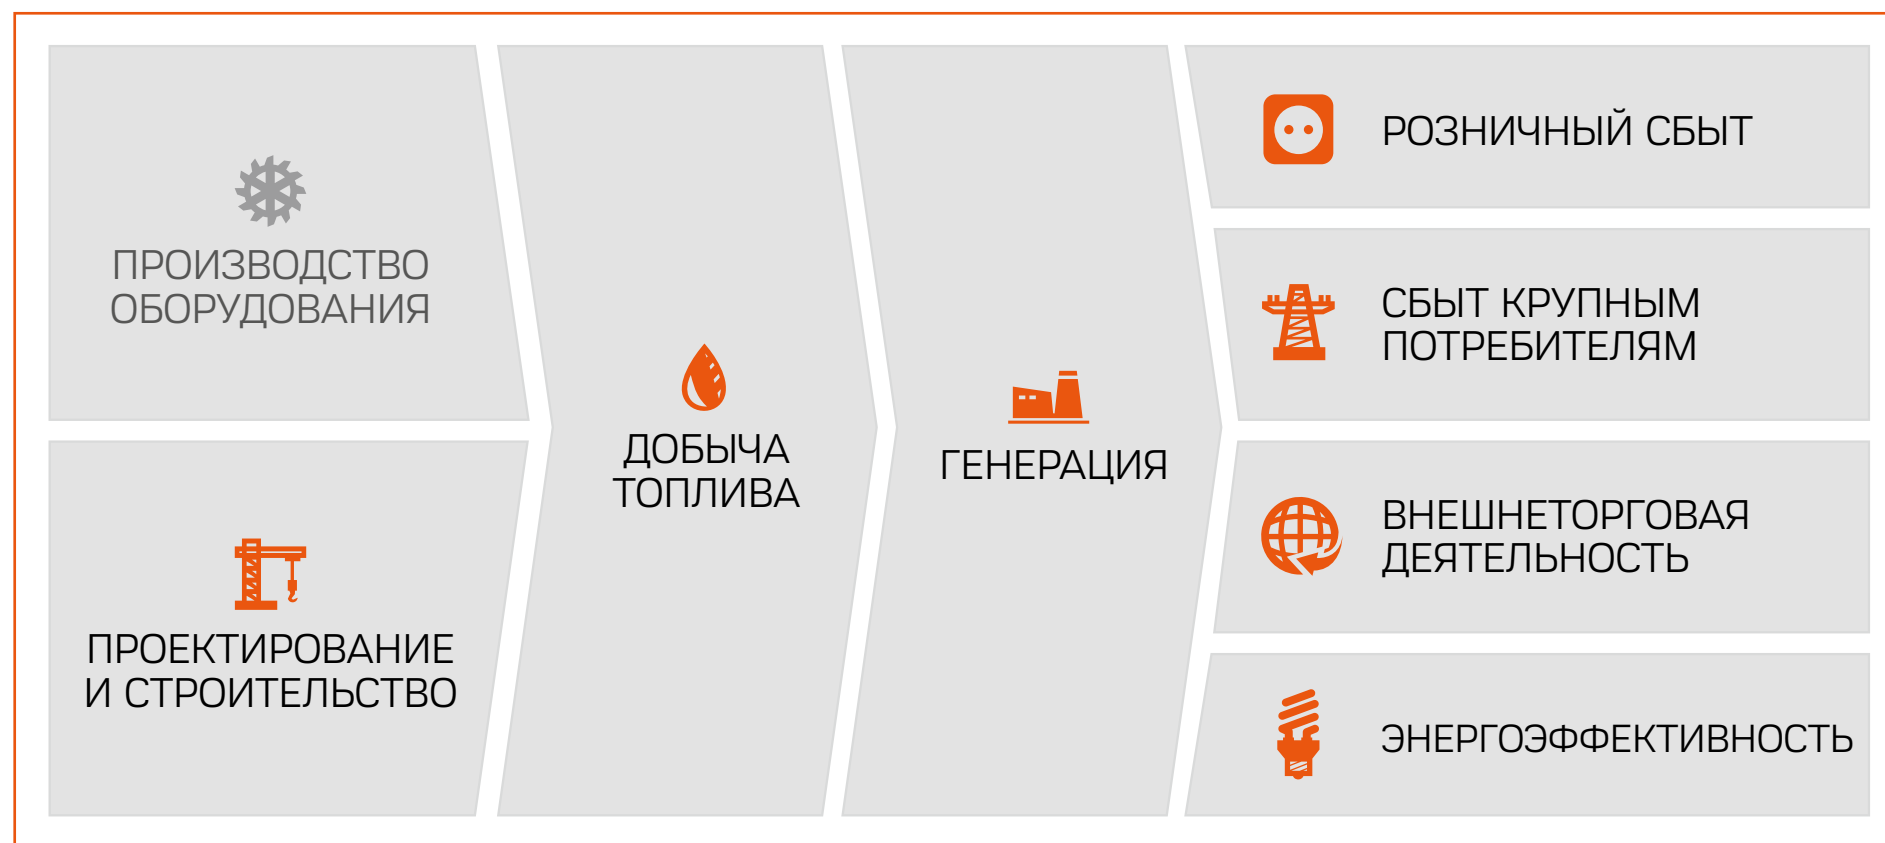 ПРОИЗВОДСТВО
ОБОРУДОВАНИЯ
ПРОЕКТИРОВАНИЕ
И СТРОИТЕЛЬСТВО
ДОБЫЧА
ТОПЛИВА
ГЕНЕРАЦИЯ
РОЗНИЧНЫЙ СБЫТ
СБЫТ КРУПНЫМ
ПОТРЕБИТЕЛЯМ
ВНЕШНЕТОРГОВАЯ
ДЕЯТЕЛЬНОСТЬ
ЭНЕРГОЭФФЕКТИВНОСТЬ